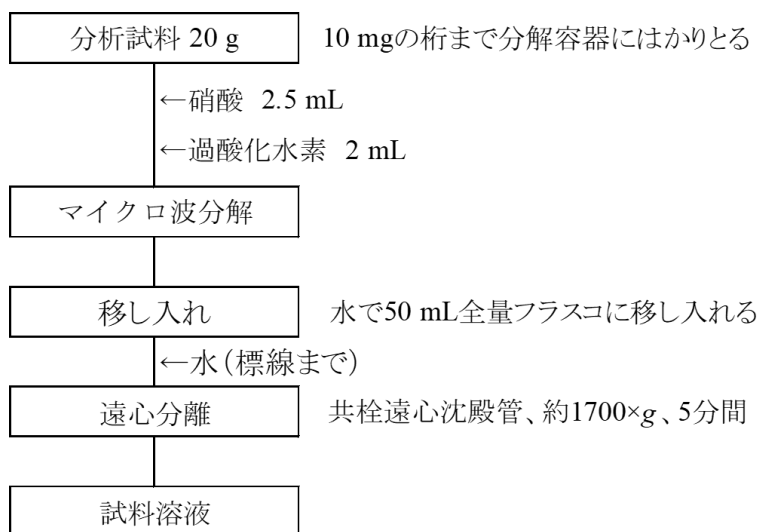 分析試料 20 g 10 mgの桁まで分解容器にはかりとる
←硝酸 2.5 mL
←過酸化水素 2 mL
マイクロ波分解
移し入れ 水で50 mL全量フラスコに移し入れる
←水(標線まで)
遠心分離 共栓遠心沈殿管、約1700×g、5分間
試料溶液